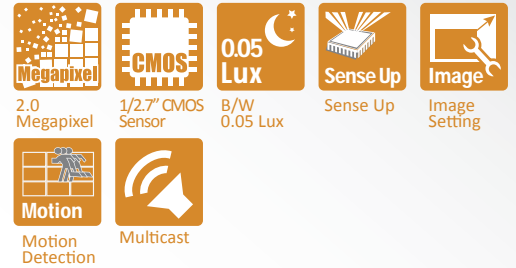 Megapixel
2.0
Megapixel
CMOS
1/2.7” CMOS
Sensor
0.05
Lux
B/W
0.05 Lux
Sense Up
Sense Up
Image
Image
Setting
Motion
Motion
Detection
Multicast